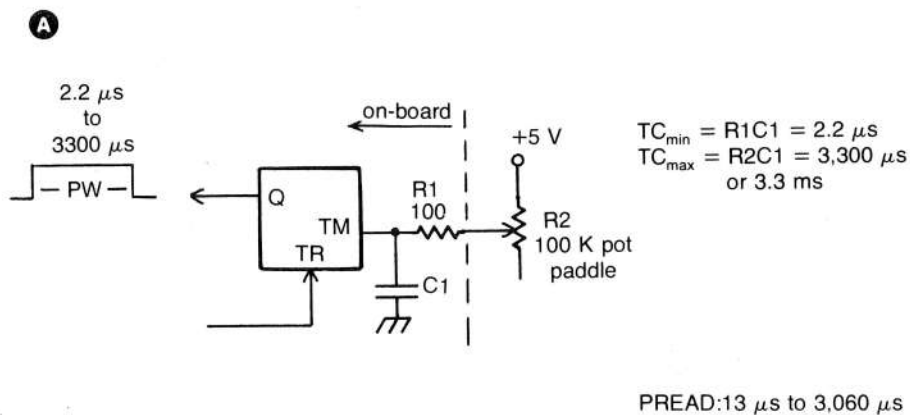 A
2.2 μs
to
3300 μs
— PW —
on-board
+5 V
TCmin = R1C1 = 2.2 μs
TCmax = R2C1 = 3,300 μs
or 3.3 ms
Q
TM
TR
R1
100
R2
100 K pot
paddle
C1
PREAD:13 μs to 3,060 μs